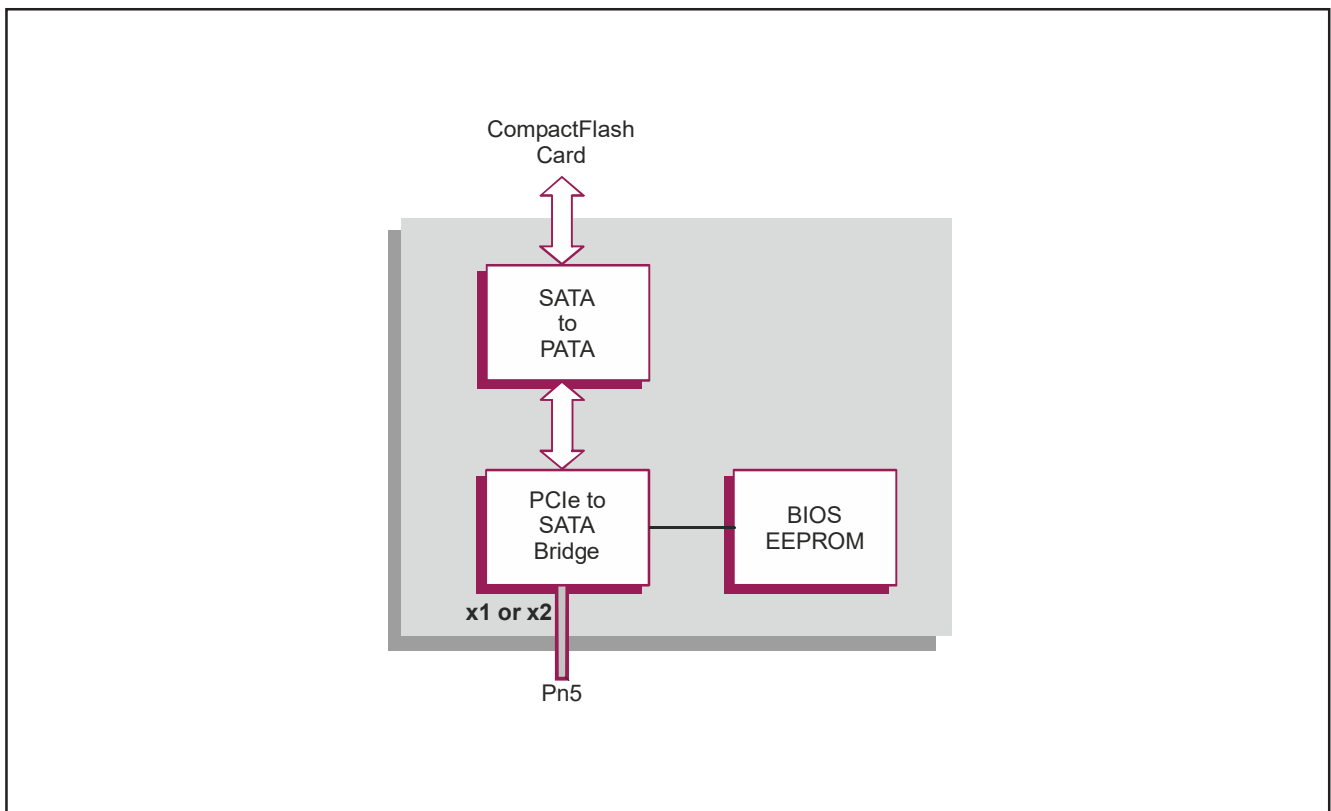 CompactFlash
Card
SATA
to
PATA
PCIe to
SATA
Bridge
BIOS
EEPROM
x1 or x2
Pn5